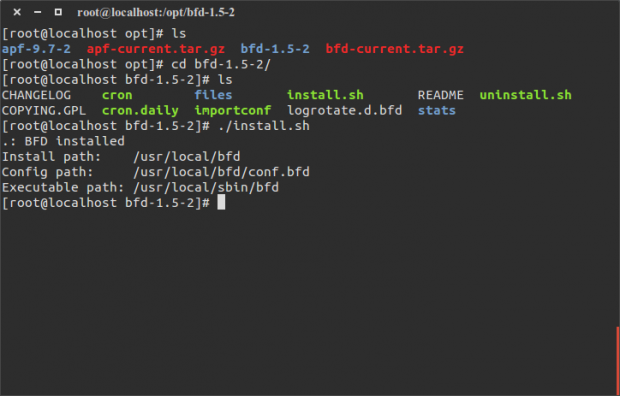 root@localhost:/opt/bfd-1.5-2
[root@localhost opt]# ls
apf-9.7-2  apf-current.tar.gz  bfd-1.5-2  bfd-current.tar.gz
[root@localhost opt]# cd bfd-1.5-2/
[root@localhost bfd-1.5-2]# ls
CHANGELOG    cron        files       install.sh       README  uninstall.sh
COPYING.GPL  cron.daily  importconf  logrotate.d.bfd  stats
[root@localhost bfd-1.5-2]# ./install.sh
.: BFD installed
Install path:    /usr/local/bfd
Config path:     /usr/local/bfd/conf.bfd
Executable path: /usr/local/sbin/bfd
[root@localhost bfd-1.5-2]#